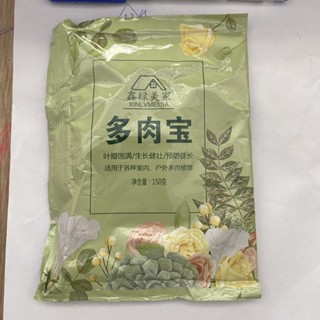 鑫绿美家
XINLVMEIJIA
多肉宝
叶瓣饱满/生长健壮/预防徒长
适用于各种室内、户外多肉植物
净含量：150克